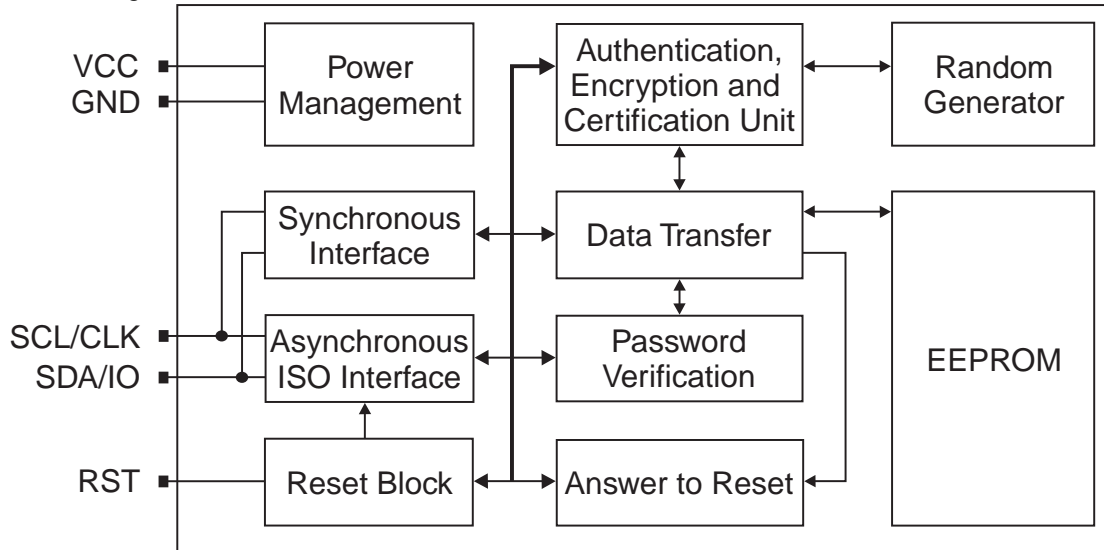 VCC
GND
Power
Management
Authentication,
Encryption and
Certification Unit
Random
Generator
Synchronous
Interface
Data Transfer
SCL/CLK
SDA/IO
Asynchronous
ISO Interface
Password
Verification
EEPROM
RST
Reset Block
Answer to Reset